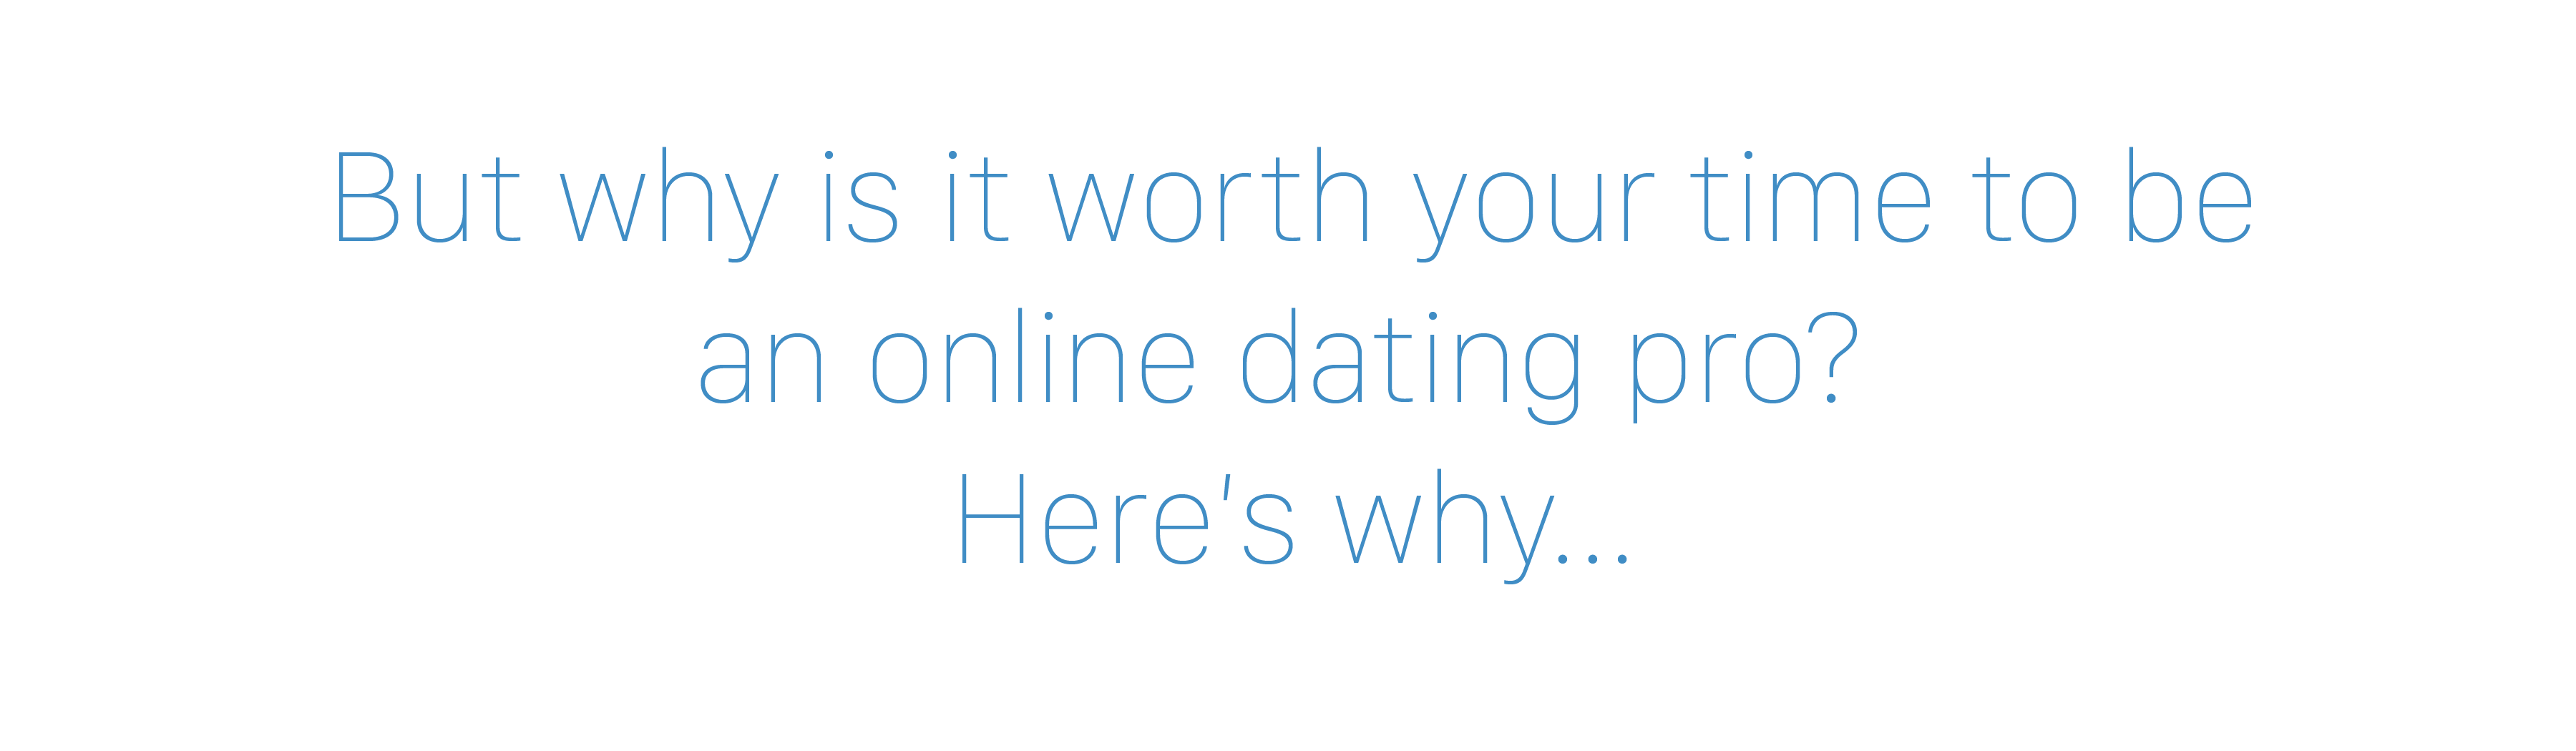 But why is it worth your time to be
an online dating pro?
Here's why...